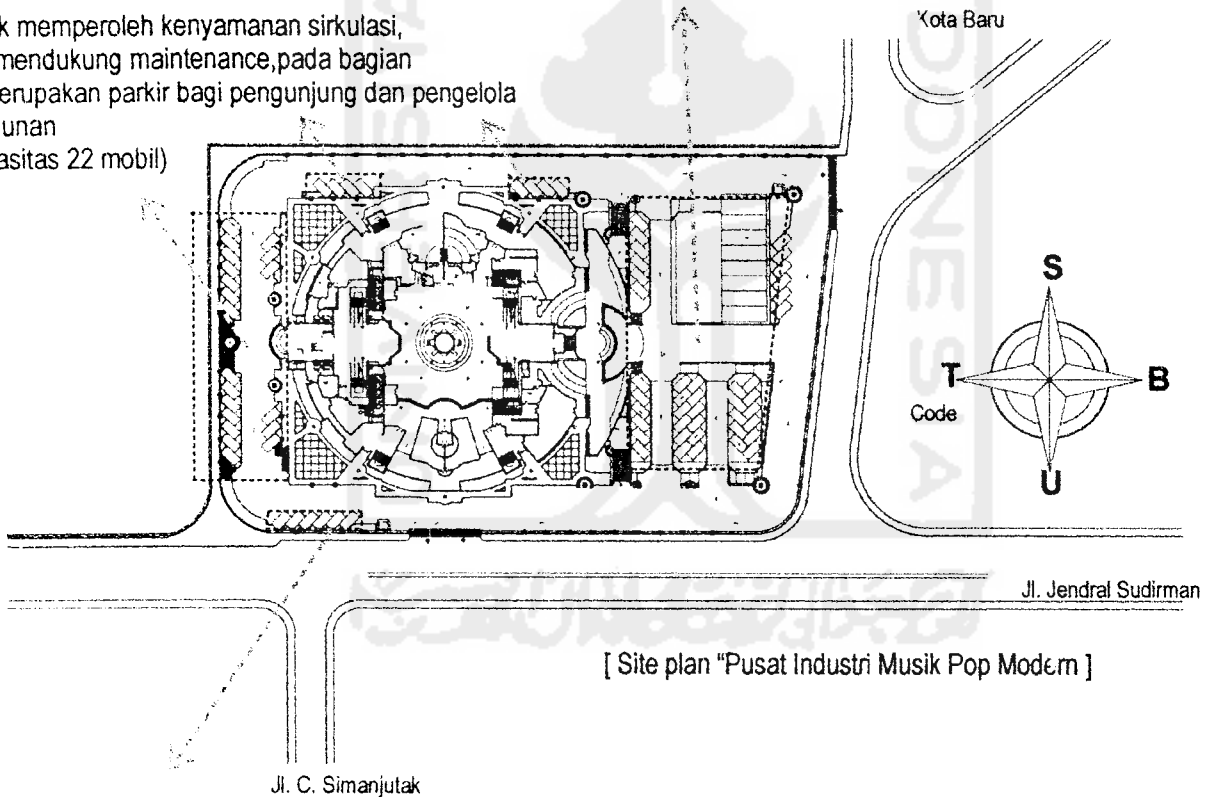 k memperoleh kenyamanan sirkulasi,
mendukung maintenance,pada bagian
erupakan parkir bagi pengunjung dan pengelola
unan
asitas 22 mobil)
Kota Baru
S
T
B
Code
U
Jl. Jendral Sudirman
[ Site plan "Pusat Industri Musik Pop Modern ]
Jl. C. Simanjutak